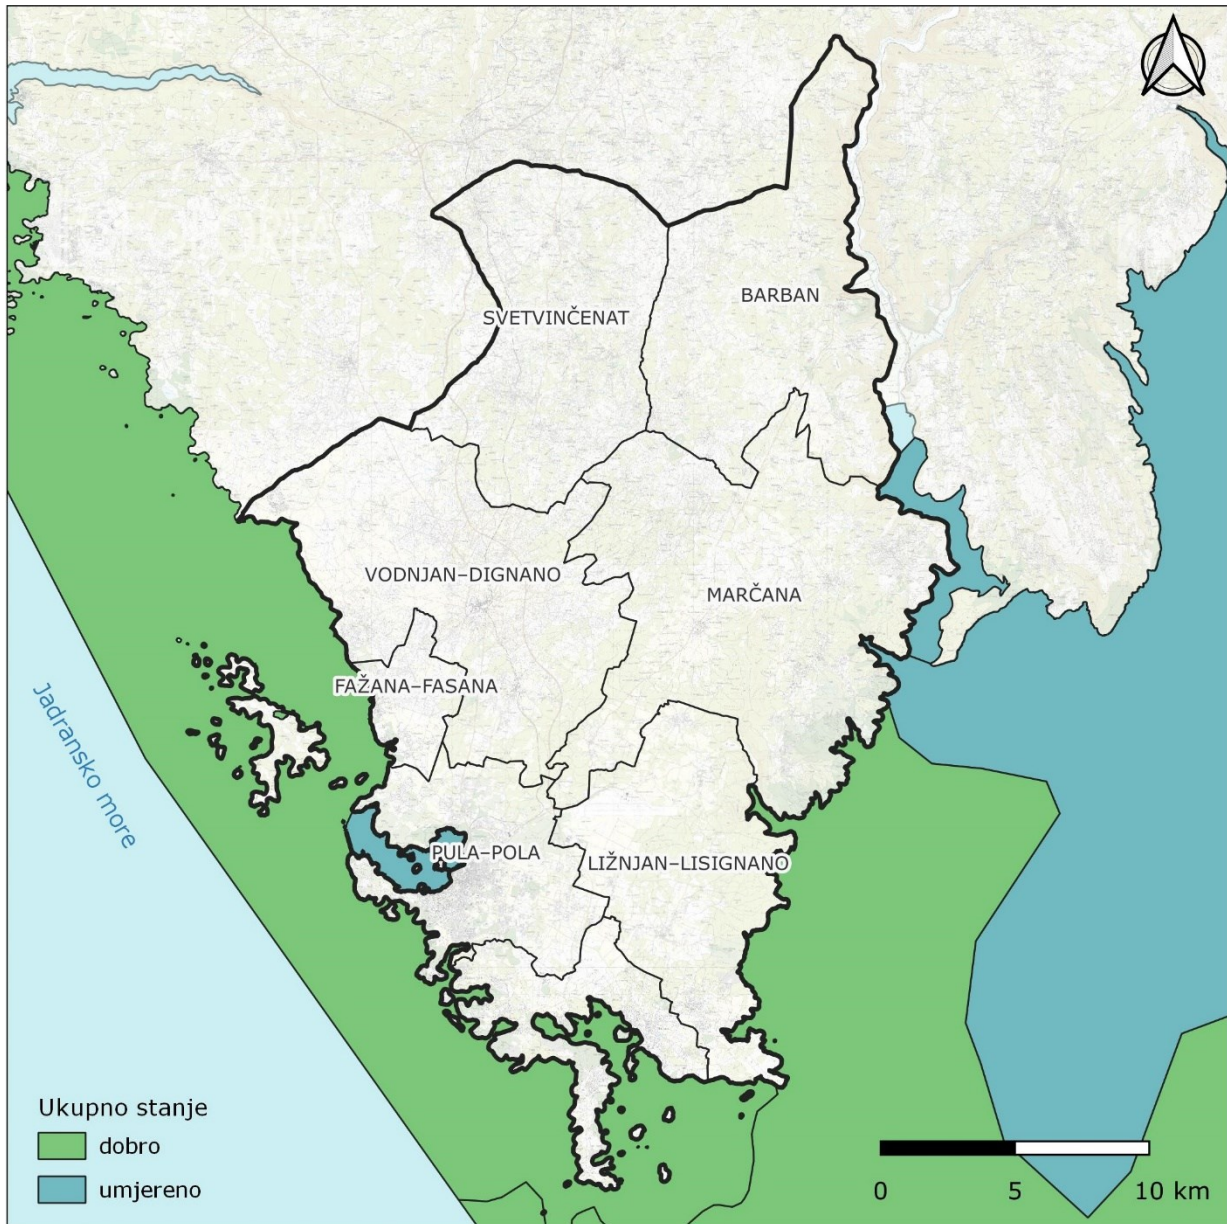 BARBAN
SVETVINČENAT
VODNJAN–DIGNANO
MARČANA
FAŽANA–FASANA
Jadransko more
PULA–POLA
LIŽNJAN–LISIGNANO
Ukupno stanje
dobro
umjereno
0 5 10 km